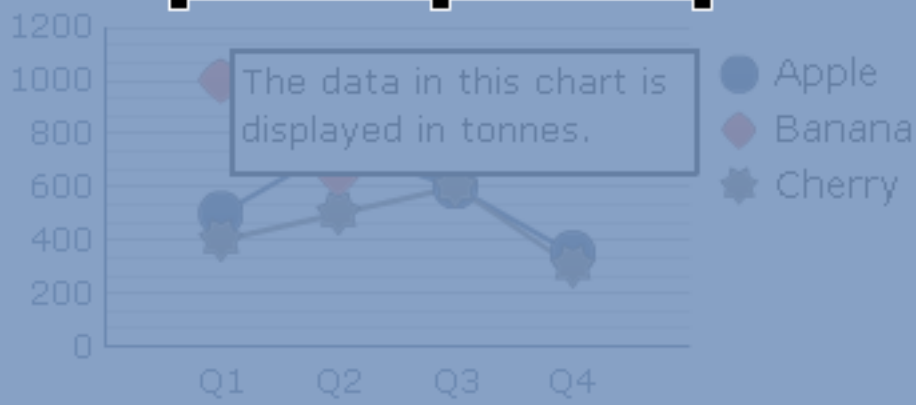 1200
1000
800
600
400
200
0
The data in this chart is
displayed in tonnes.
Apple
Banana
Cherry
Q1 Q2 Q3 Q4